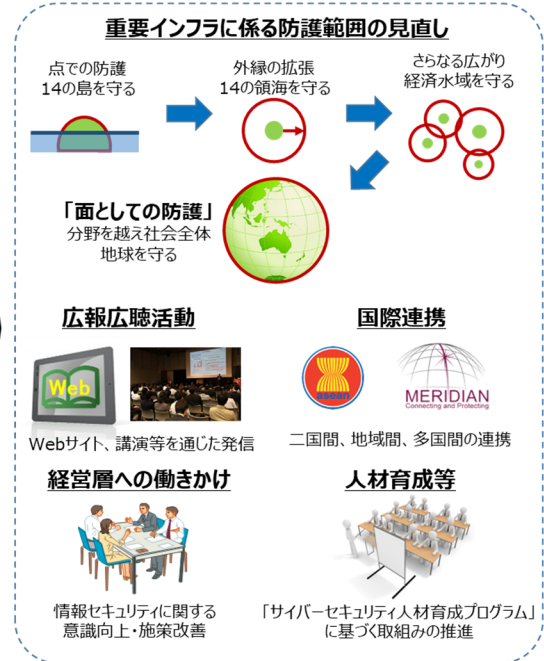 重要インフラに係る防護範囲の見直し
点での防護
14の島を守る
外縁の拡張
14の領海を守る
さらなる広がり
経済水域を守る
「面としての防護」
分野を越え社会全体
地球を守る
広報広聴活動
Web
Webサイト、講演等を通じた発信
国際連携
asean
MERIDIAN
Connecting and Protecting
二国間、地域間、多国間の連携
経営層への働きかけ
情報セキュリティに関する
意識向上・施策改善
人材育成等
「サイバーセキュリティ人材育成プログラム」
に基づく取組みの推進